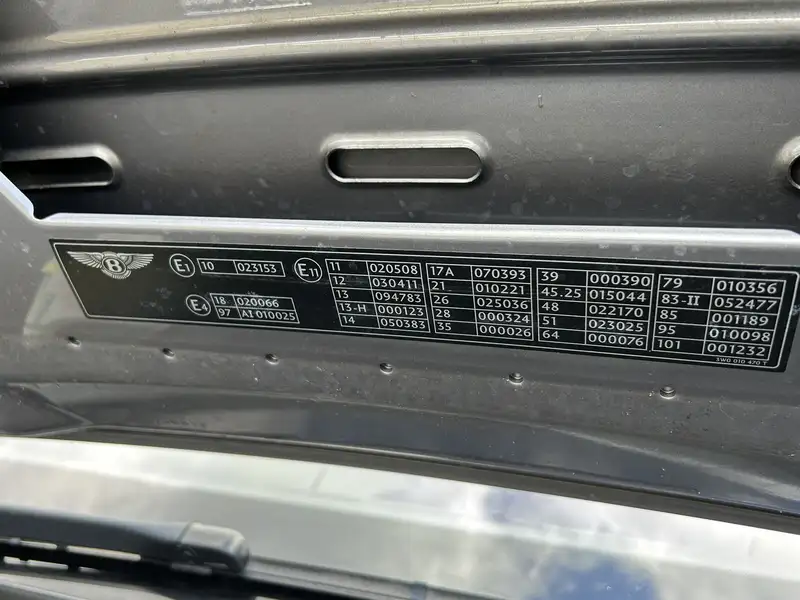 B
E1 10 023153
E4 18 020066
97 A1 010025
E11 11 020508 17A 070393 39 000390 79 010356
12 030411 21 010221 45.25 015044 83-II 052477
13 094783 26 025036 48 022170 85 001189
13-H 000123 28 000324 51 023025 95 010098
14 050383 35 000026 64 000076 101 001232
3W0 010 470 T